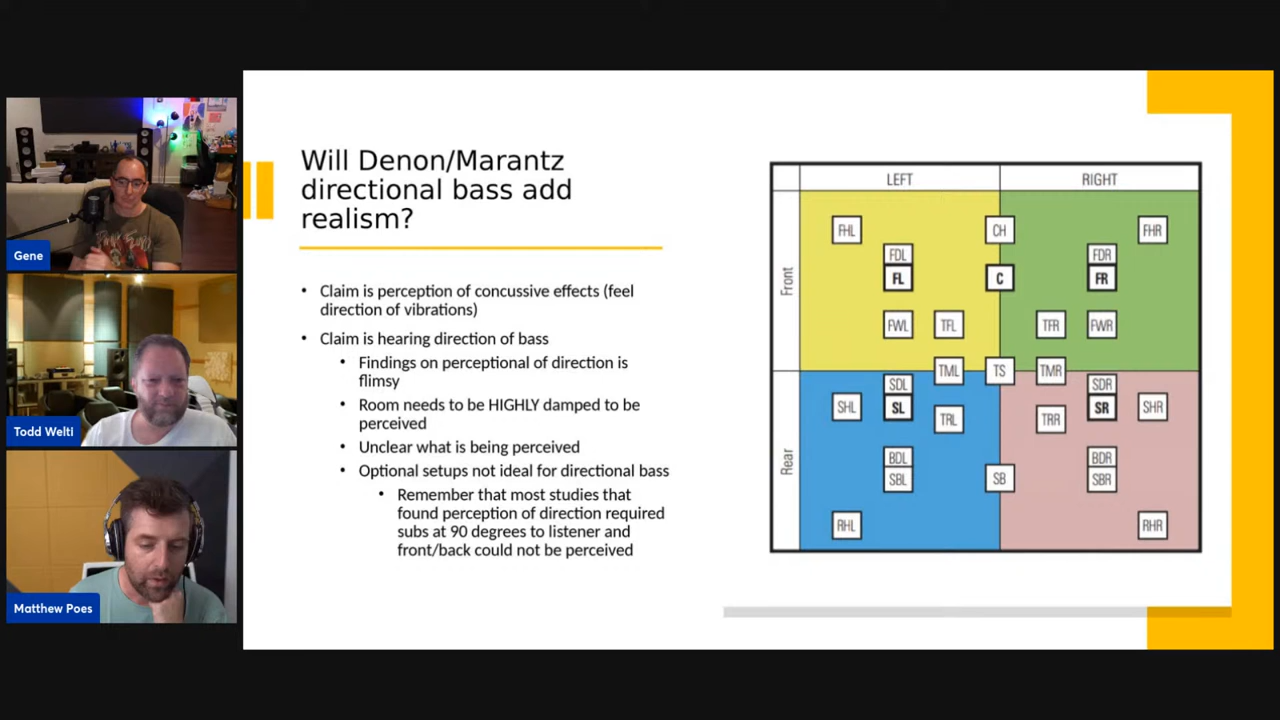 Gene
Todd Welti
Matthew Poes
Will Denon/Marantz
directional bass add
realism?
• Claim is perception of concussive effects (feel
direction of vibrations)
• Claim is hearing direction of bass
• Findings on perceptional of direction is
flimsy
• Room needs to be HIGHLY damped to be
perceived
• Unclear what is being perceived
• Optional setups not ideal for directional bass
• Remember that most studies that
found perception of direction required
subs at 90 degrees to listener and
front/back could not be perceived
LEFT RIGHT
Front
FHL CH FHR
FDL FDR
FL C FR
FWL TFL TFR FWR
TML TS TMR
Rear
SDL SDR
SHL SL SR SHR
TRL TRR
BDL BDR
SBL SB SBR
RHL RHR